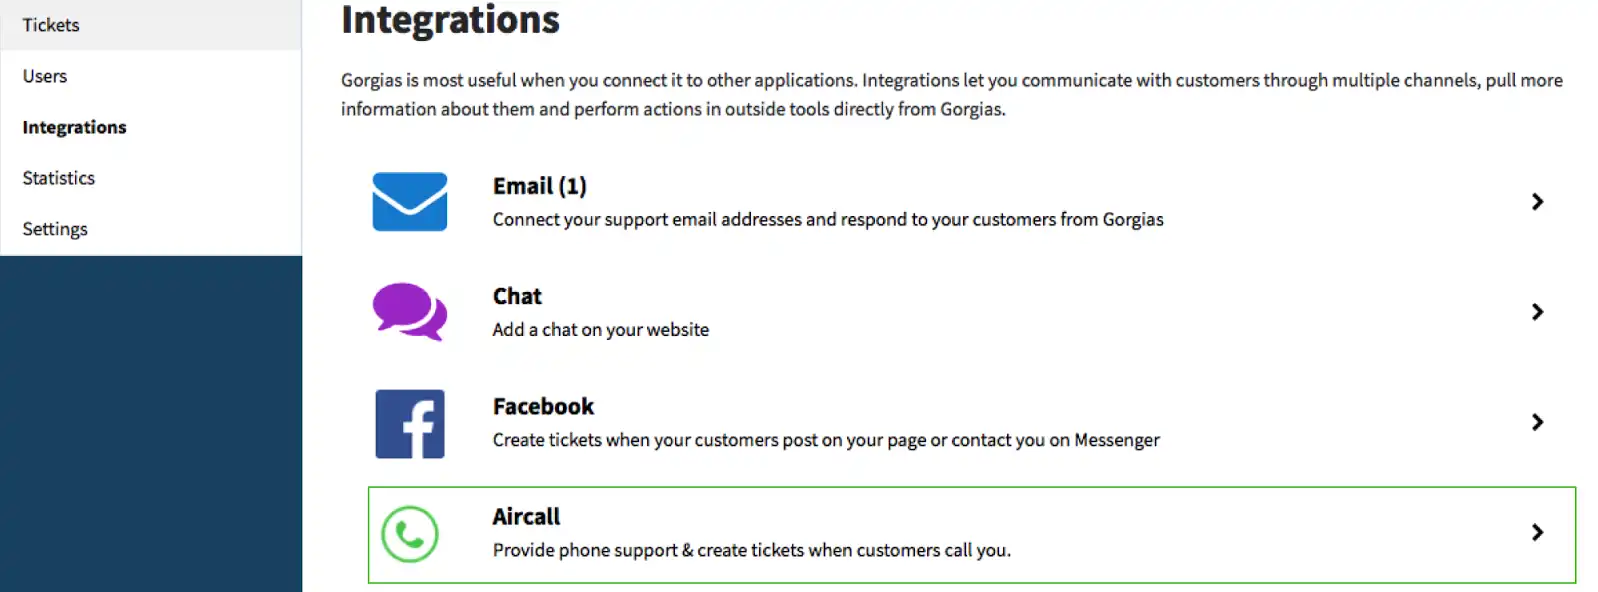 Tickets
Users
Integrations
Statistics
Settings
Integrations
Gorgias is most useful when you connect it to other applications. Integrations let you communicate with customers through multiple channels, pull more
information about them and perform actions in outside tools directly from Gorgias.
Email (1)
Connect your support email addresses and respond to your customers from Gorgias
Chat
Add a chat on your website
Facebook
Create tickets when your customers post on your page or contact you on Messenger
Aircall
Provide phone support & create tickets when customers call you.